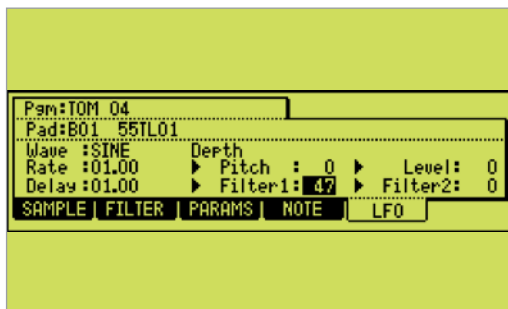 Pgm:TOM 04
Pad:B01 55TL01
Wave :SINE Depth
Rate :01.00 ▶ Pitch : 0 ▶ Level: 0
Delay :01.00 ▶ Filter1: 47 ▶ Filter2: 0
SAMPLE | FILTER | PARAMS | NOTE | LFO